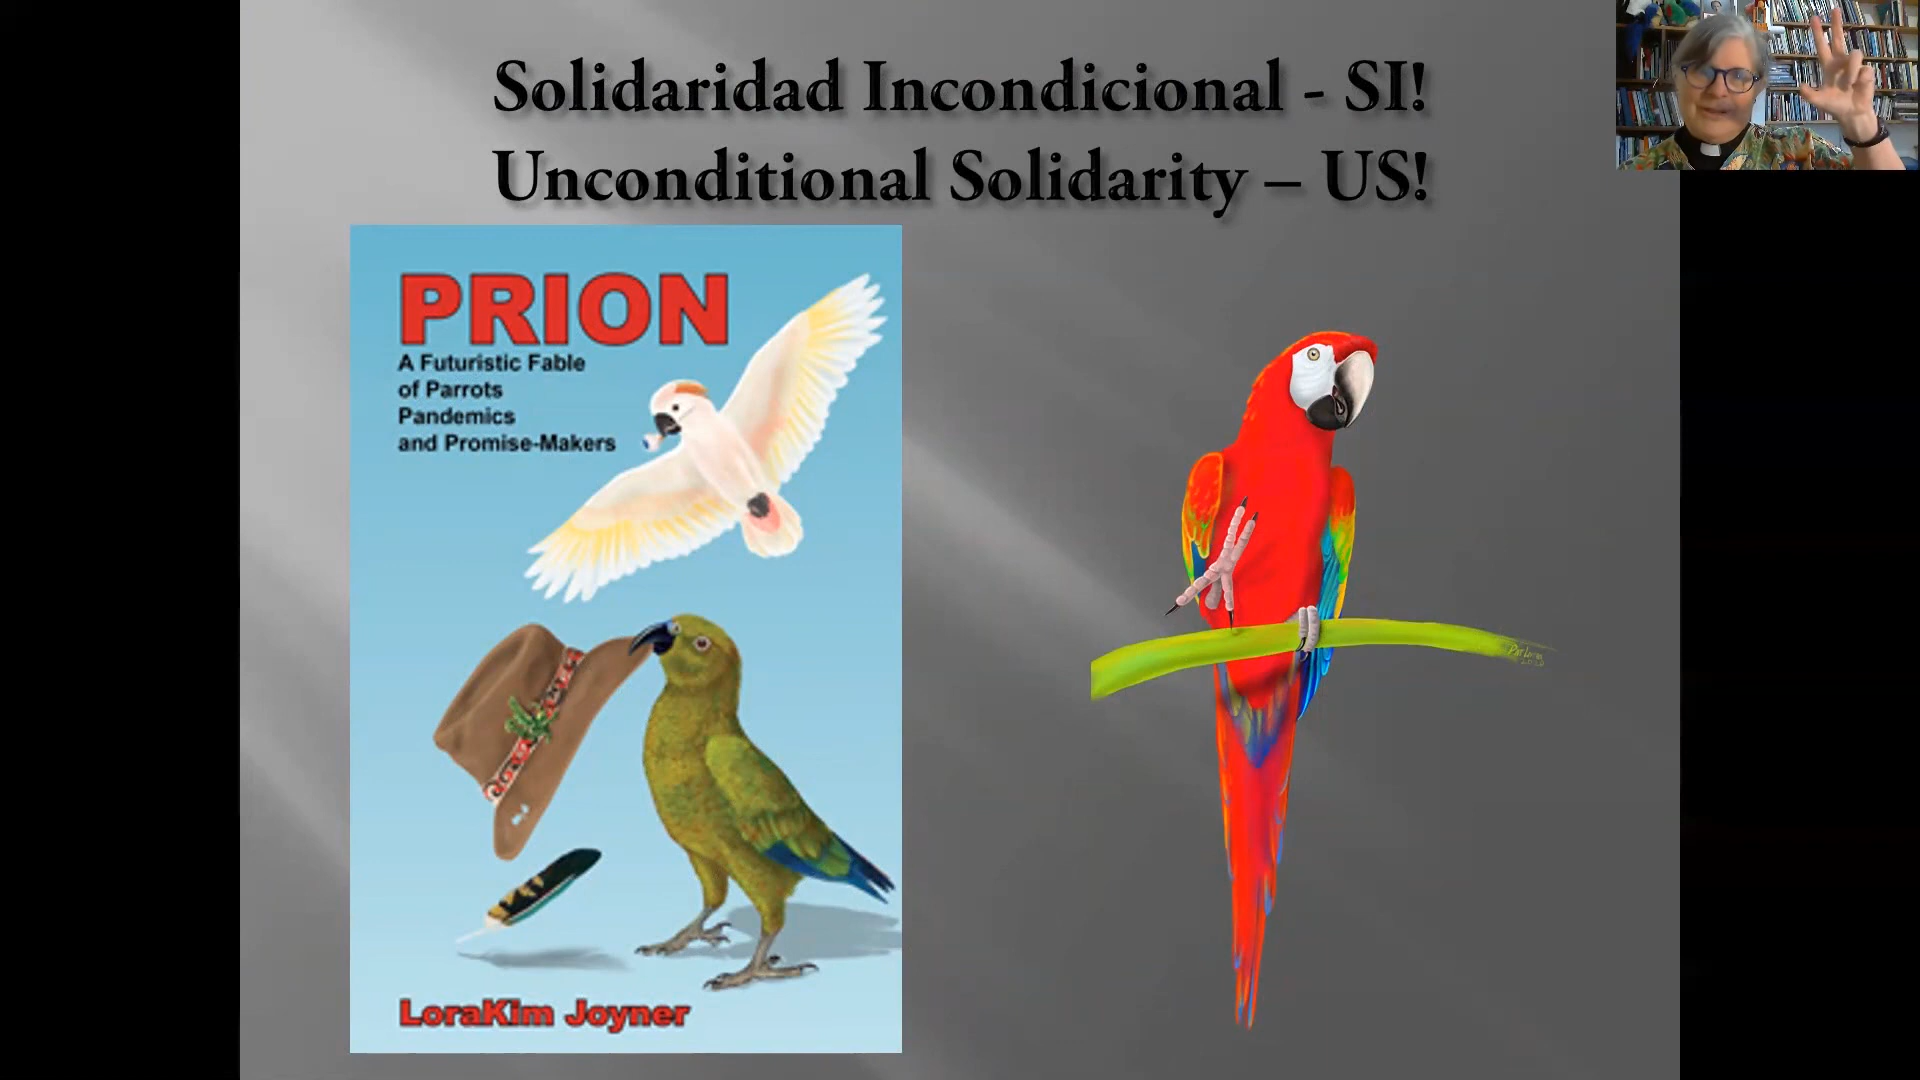 Solidaridad Incondicional - SI!
Unconditional Solidarity – US!
PRION
A Futuristic Fable
of Parrots
Pandemics
and Promise-Makers
LoraKim Joyner